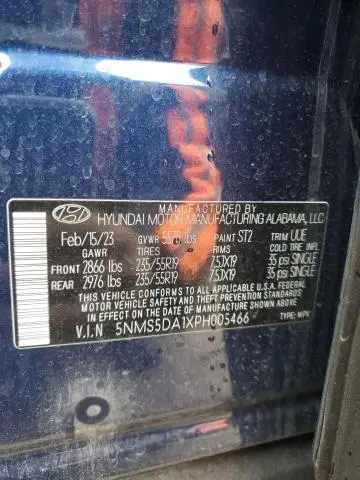 MANUFACTURED BY
HYUNDAI MOTOR MANUFACTURING ALABAMA, LLC
Feb/15/23 GVWR 5578 lbs PAINT ST2 TRIM UUE
GAWR TIRES RIMS COLD TIRE INFL.
FRONT 2866 lbs 235/55R19 7.5JX19 35 psi SINGLE
REAR 2976 lbs 235/55R19 7.5JX19 35 psi SINGLE
THIS VEHICLE CONFORMS TO ALL APPLICABLE U.S.A. FEDERAL
MOTOR VEHICLE SAFETY AND BUMPER STANDARDS IN
EFFECT ON THE DATE OF MANUFACTURE SHOWN ABOVE.
V.I.N 5NMS5DA1XPH005466 TYPE: MPV